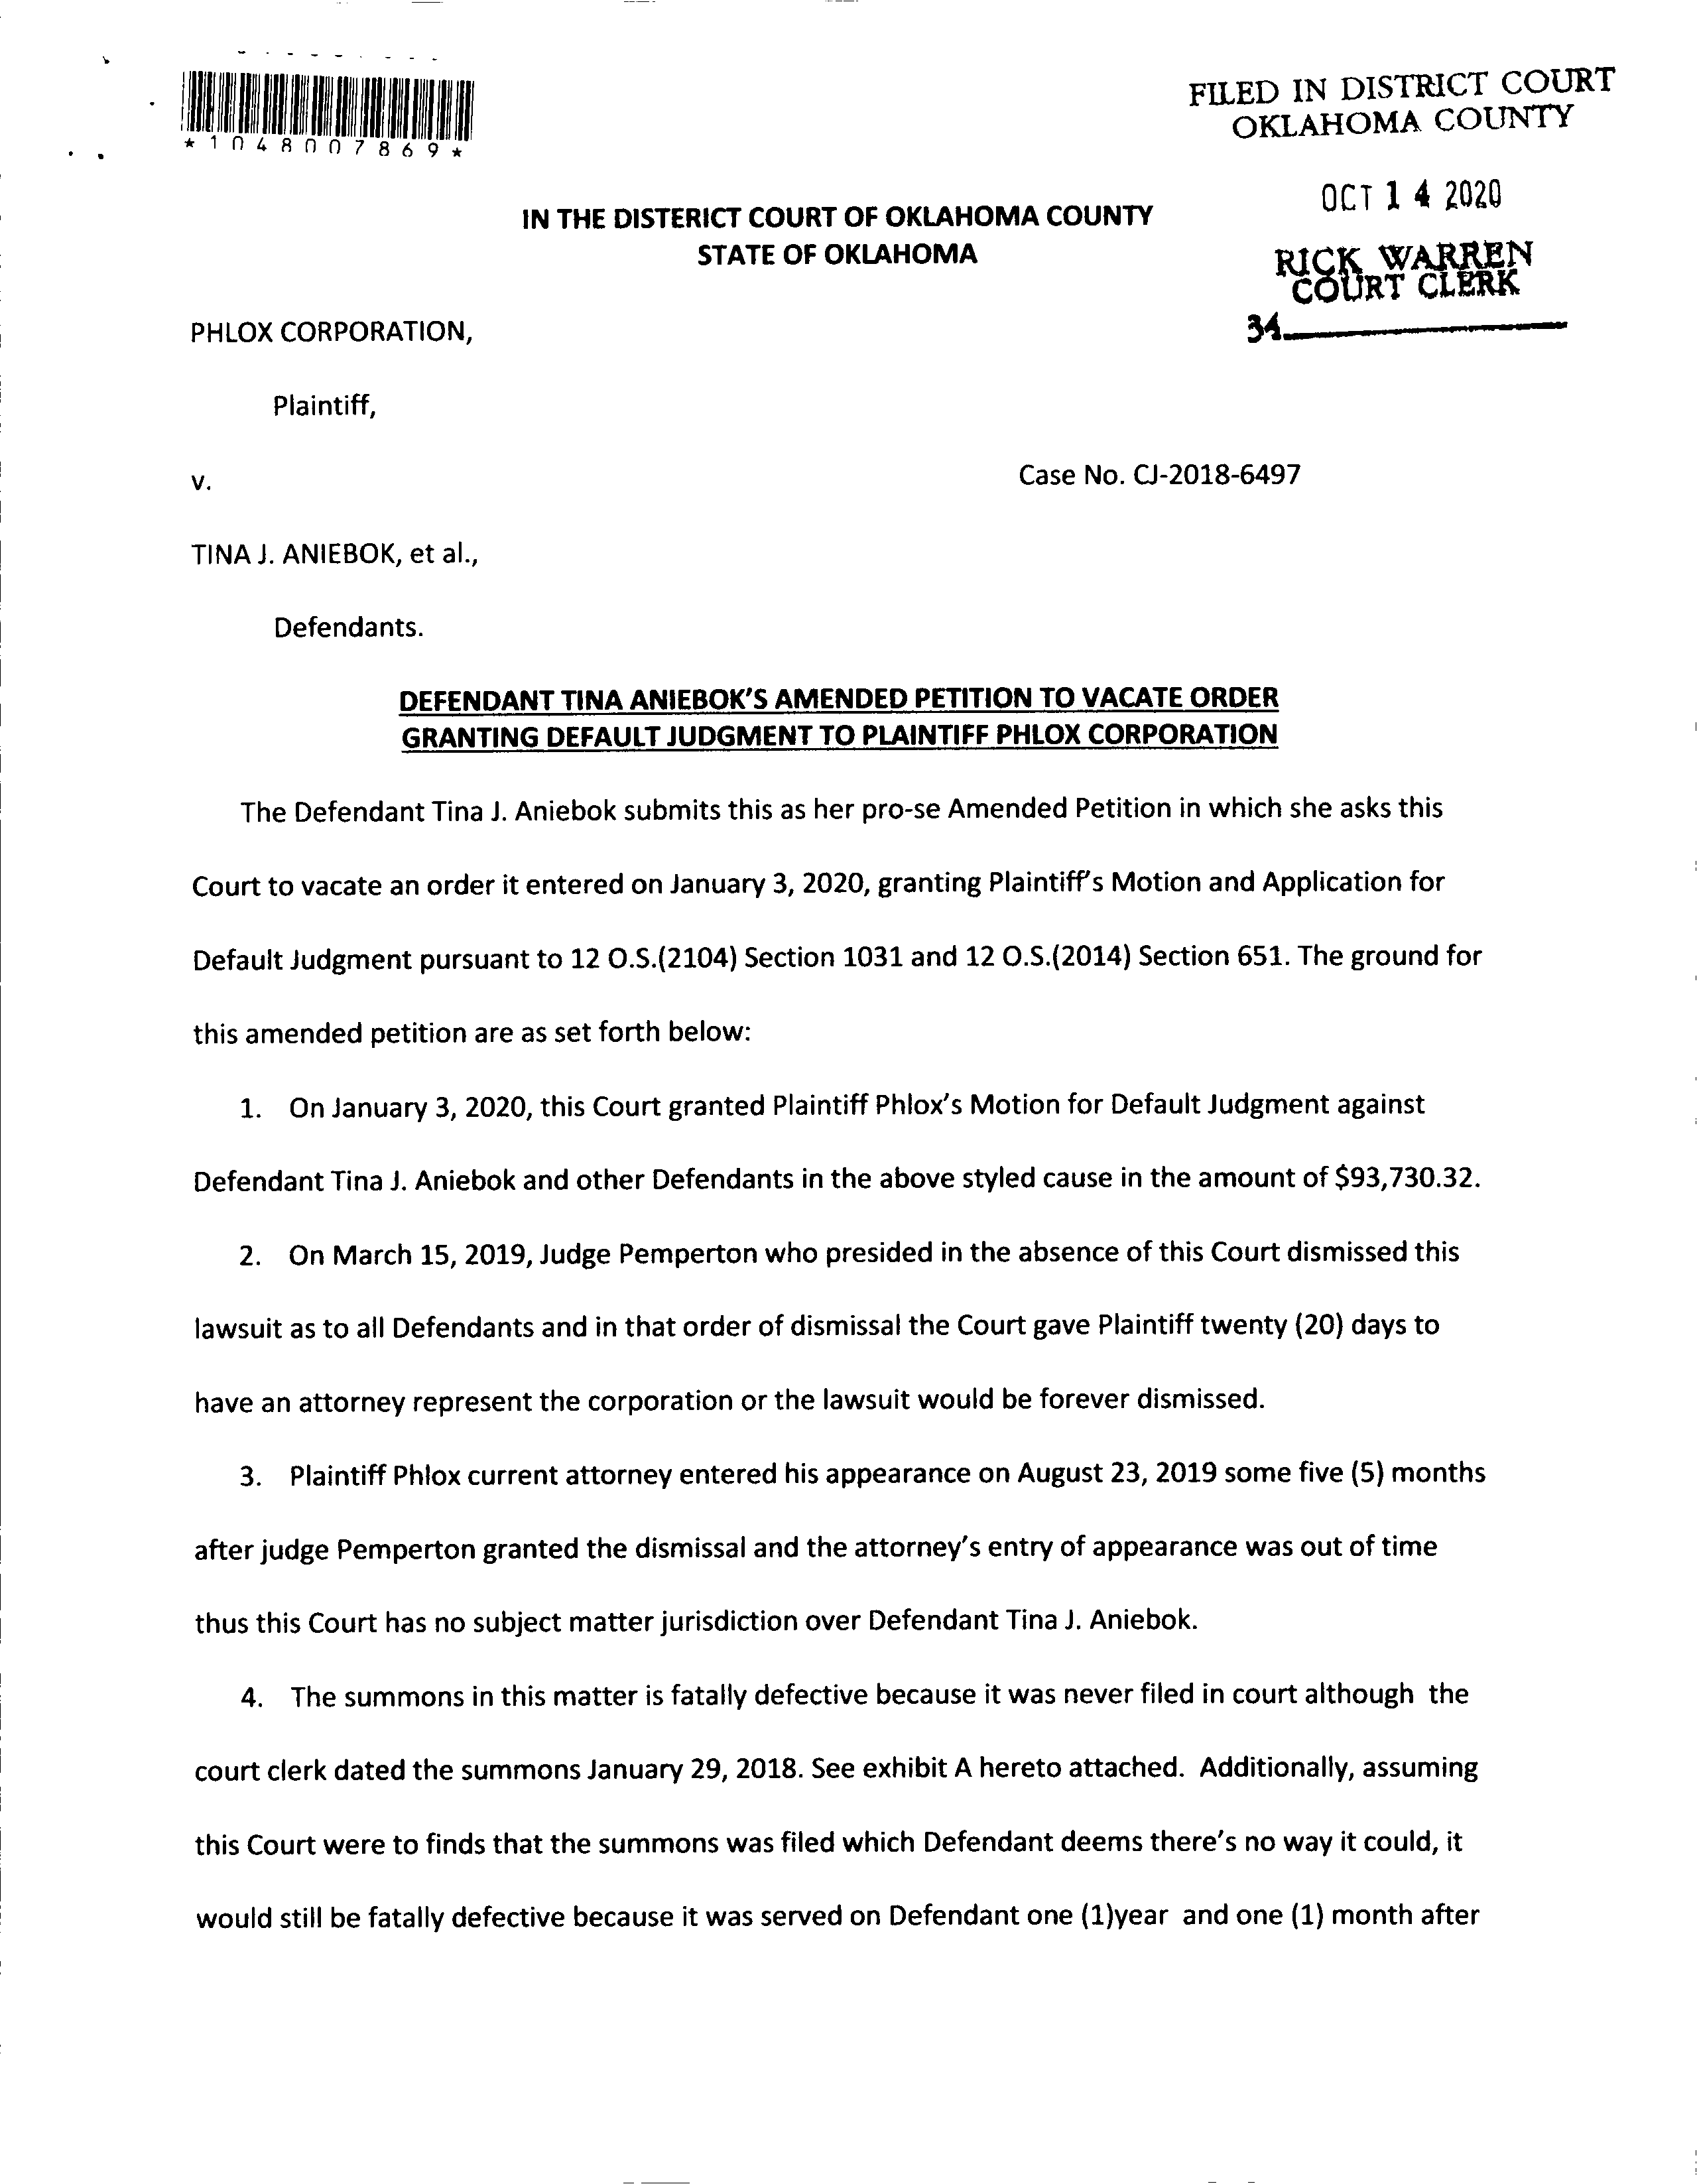 FILED IN DISTRICT COURT
OKLAHOMA COUNTY
*1048007869*
OCT 14 2020
IN THE DISTERICT COURT OF OKLAHOMA COUNTY
STATE OF OKLAHOMA
RICK WARREN
COURT CLERK
34
PHLOX CORPORATION,
Plaintiff,
v.
Case No. CJ-2018-6497
TINA J. ANIEBOK, et al.,
Defendants.
DEFENDANT TINA ANIEBOK'S AMENDED PETITION TO VACATE ORDER
GRANTING DEFAULT JUDGMENT TO PLAINTIFF PHLOX CORPORATION
The Defendant Tina J. Aniebok submits this as her pro-se Amended Petition in which she asks this
Court to vacate an order it entered on January 3, 2020, granting Plaintiff's Motion and Application for
Default Judgment pursuant to 12 O.S.(2104) Section 1031 and 12 O.S.(2014) Section 651. The ground for
this amended petition are as set forth below:
1. On January 3, 2020, this Court granted Plaintiff Phlox's Motion for Default Judgment against
Defendant Tina J. Aniebok and other Defendants in the above styled cause in the amount of $93,730.32.
2. On March 15, 2019, Judge Pemperton who presided in the absence of this Court dismissed this
lawsuit as to all Defendants and in that order of dismissal the Court gave Plaintiff twenty (20) days to
have an attorney represent the corporation or the lawsuit would be forever dismissed.
3. Plaintiff Phlox current attorney entered his appearance on August 23, 2019 some five (5) months
after judge Pemperton granted the dismissal and the attorney's entry of appearance was out of time
thus this Court has no subject matter jurisdiction over Defendant Tina J. Aniebok.
4. The summons in this matter is fatally defective because it was never filed in court although the
court clerk dated the summons January 29, 2018. See exhibit A hereto attached. Additionally, assuming
this Court were to finds that the summons was filed which Defendant deems there's no way it could, it
would still be fatally defective because it was served on Defendant one (1)year and one (1) month after